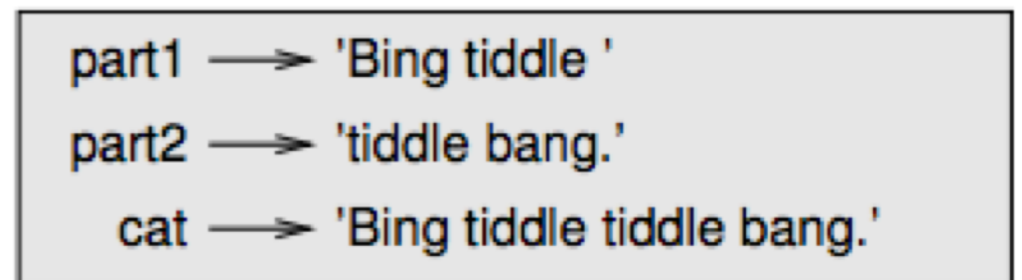 part1 → 'Bing tiddle '
part2 → 'tiddle bang.'
cat → 'Bing tiddle tiddle bang.'